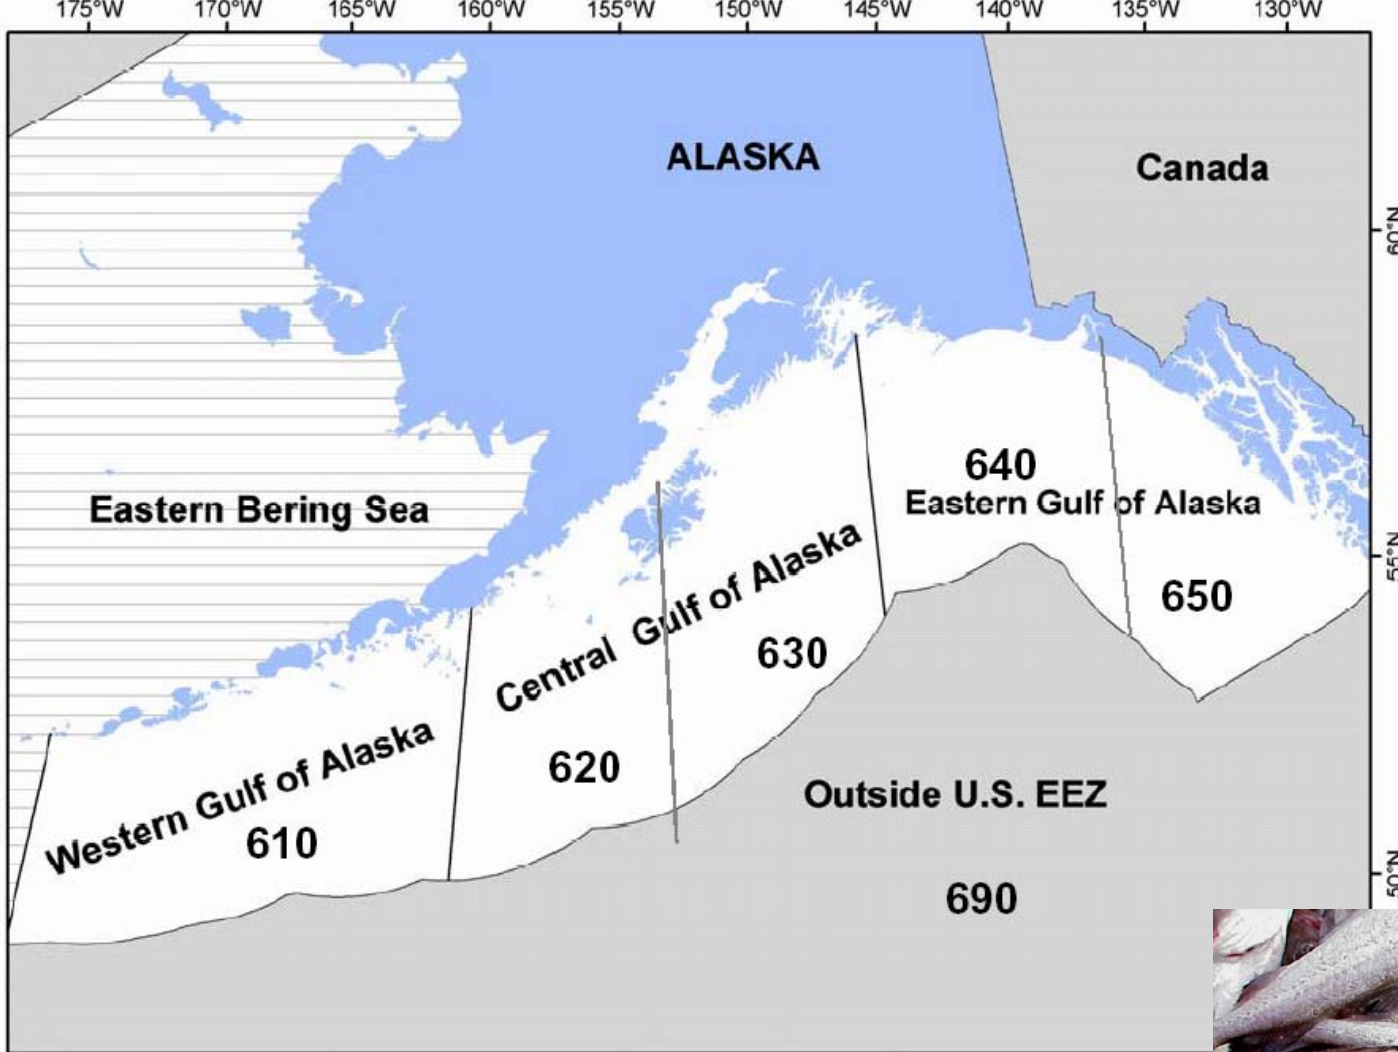 175°W 170°W 165°W 160°W 155°W 150°W 145°W 140°W 135°W 130°W
ALASKA
Canada
60°N
640
Eastern Bering Sea
Eastern Gulf of Alaska
55°N
Central Gulf of Alaska
650
630
Western Gulf of Alaska
620
Outside U.S. EEZ
610
50°N
690